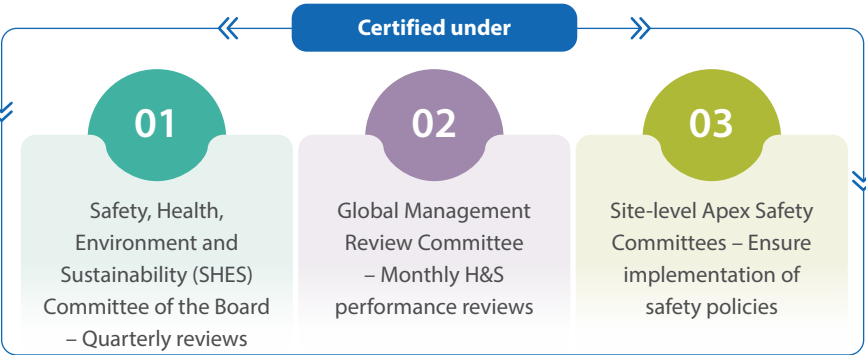 Certified under
01
Safety, Health,
Environment and
Sustainability (SHES)
Committee of the Board
– Quarterly reviews
02
Global Management
Review Committee
– Monthly H&S
performance reviews
03
Site-level Apex Safety
Committees – Ensure
implementation of
safety policies